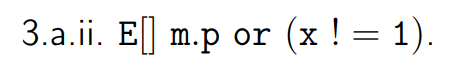 3.a.ii. E[] m.p or (x != 1).